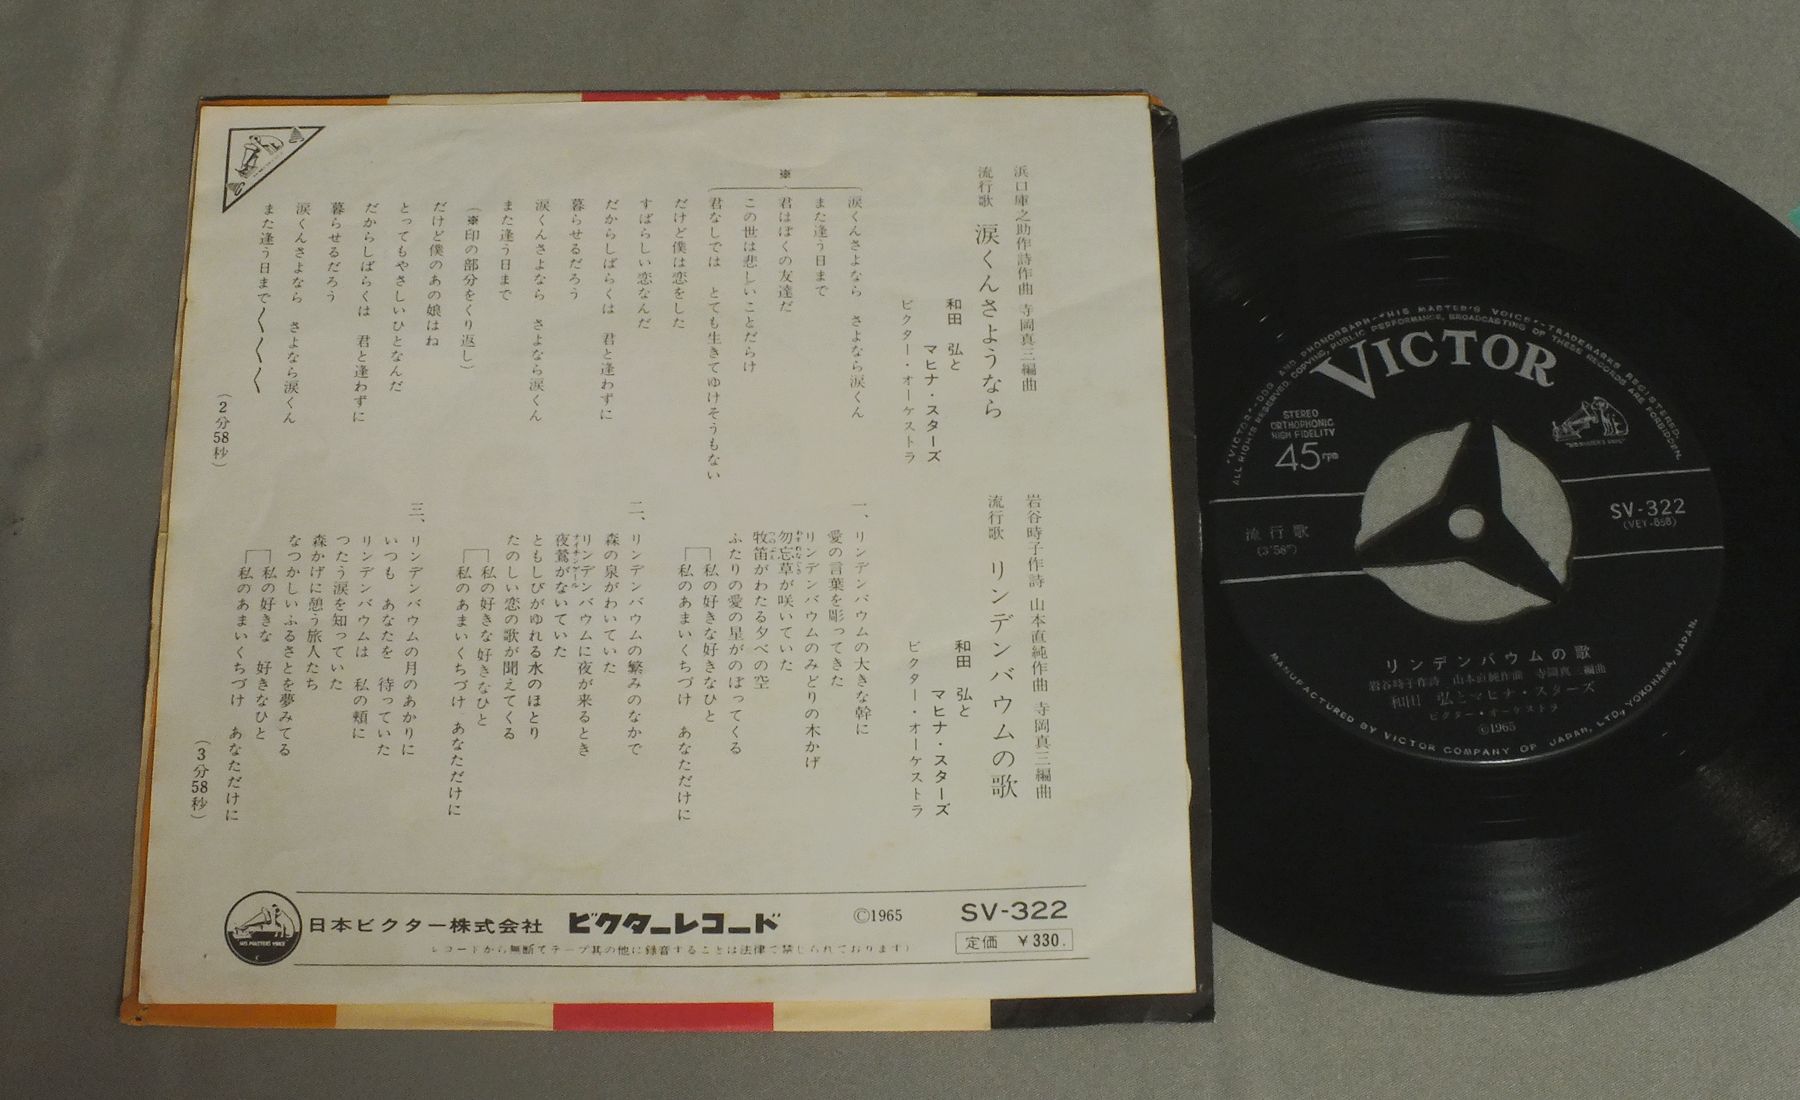 浜口庫之助作詩作曲 寺岡真三編曲
流行歌 涙くんさようなら
和田 弘と
マヒナ・スターズ
ビクター・オーケストラ
※
涙くんさよなら さよなら涙くん
また逢う日まで
君はぼくの友達だ
この世は悲しいことだらけ
君なしでは とても生きてゆけそうもない
だけど僕は恋をした
すばらしい恋なんだ
だからしばらくは 君と逢わずに
暮らせるだろう
涙くんさよなら さよなら涙くん
また逢う日まで
(※印の部分をくり返し)
だけど僕のあの娘はね
とってもやさしいひとなんだ
だからしばらくは 君と逢わずに
暮らせるだろう
涙くんさよなら さよなら涙くん
また逢う日まで〱〱〱
(2分58秒)
岩谷時子作詩 山本直純作曲 寺岡真三編曲
流行歌 リンデンバウムの歌
和田 弘と
マヒナ・スターズ
ビクター・オーケストラ
一、 リンデンバウムの大きな幹に
愛の言葉を彫ってきた
リンデンバウムのみどりの木かげ
勿忘草が咲いていた
牧笛がわたる夕べの空
ふたりの愛の星がのぼってくる
私の好きな好きなひと
私のあまいくちづけ あなただけに
二、 リンデンバウムの繁みのなかで
森の泉がわいていた
リンデンバウムに夜が来るとき
夜鶯がないていた
ともしびがゆれる水のほとり
たのしい恋の歌が聞えてくる
私の好きな 好きなひと
私のあまいくちづけ あなただけに
三、 リンデンバウムの月のあかりに
いつも あなたを 待っていた
リンデンバウムは 私の頬に
つたう涙を知っていた
森かげに憩う旅人たち
なつかしいふるさとを夢みてる
私の好きな 好きなひと
私のあまいくちづけ あなただけに
(3分58秒)
HIS MASTER'S VOICE
日本ビクター株式会社 ビクターレコード ©1965 SV-322
レコードから無断でテープ其の他に録音することは法律で禁じられております)
定価 ¥330.
"VICTOR"-DOG AND PHONOGRAPH-"HIS MASTER'S VOICE"-TRADEMARKS REGISTERED.
ALL RIGHTS RESERVED. COPYING, PUBLIC PERFORMANCE, BROADCASTING OF THESE RECORDS ARE FORBIDDEN.
VICTOR
STEREO
ORTHOPHONIC
HIGH FIDELITY
45rpm
"HIS MASTER'S VOICE"
流行歌
(3'58")
SV-322
(VEY-858)
リンデンバウムの歌
岩谷時子作詩 山本直純作曲 寺岡真三編曲
和田 弘とマヒナ・スターズ
ビクター・オーケストラ
©1965
MANUFACTURED BY VICTOR COMPANY OF JAPAN, LTD., YOKOHAMA, JAPAN.